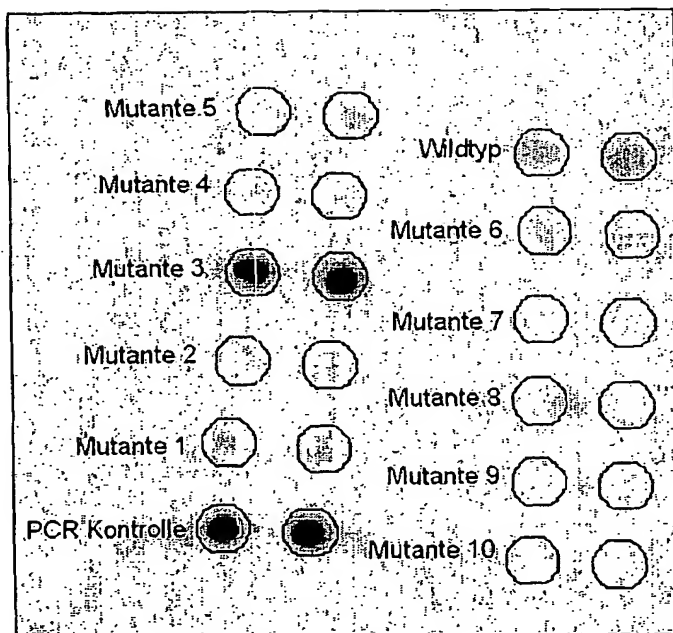 Mutante 5
Mutante 4
Mutante 3
Mutante 2
Mutante 1
PCR Kontrolle
Wildtyp
Mutante 6
Mutante 7
Mutante 8
Mutante 9
Mutante 10